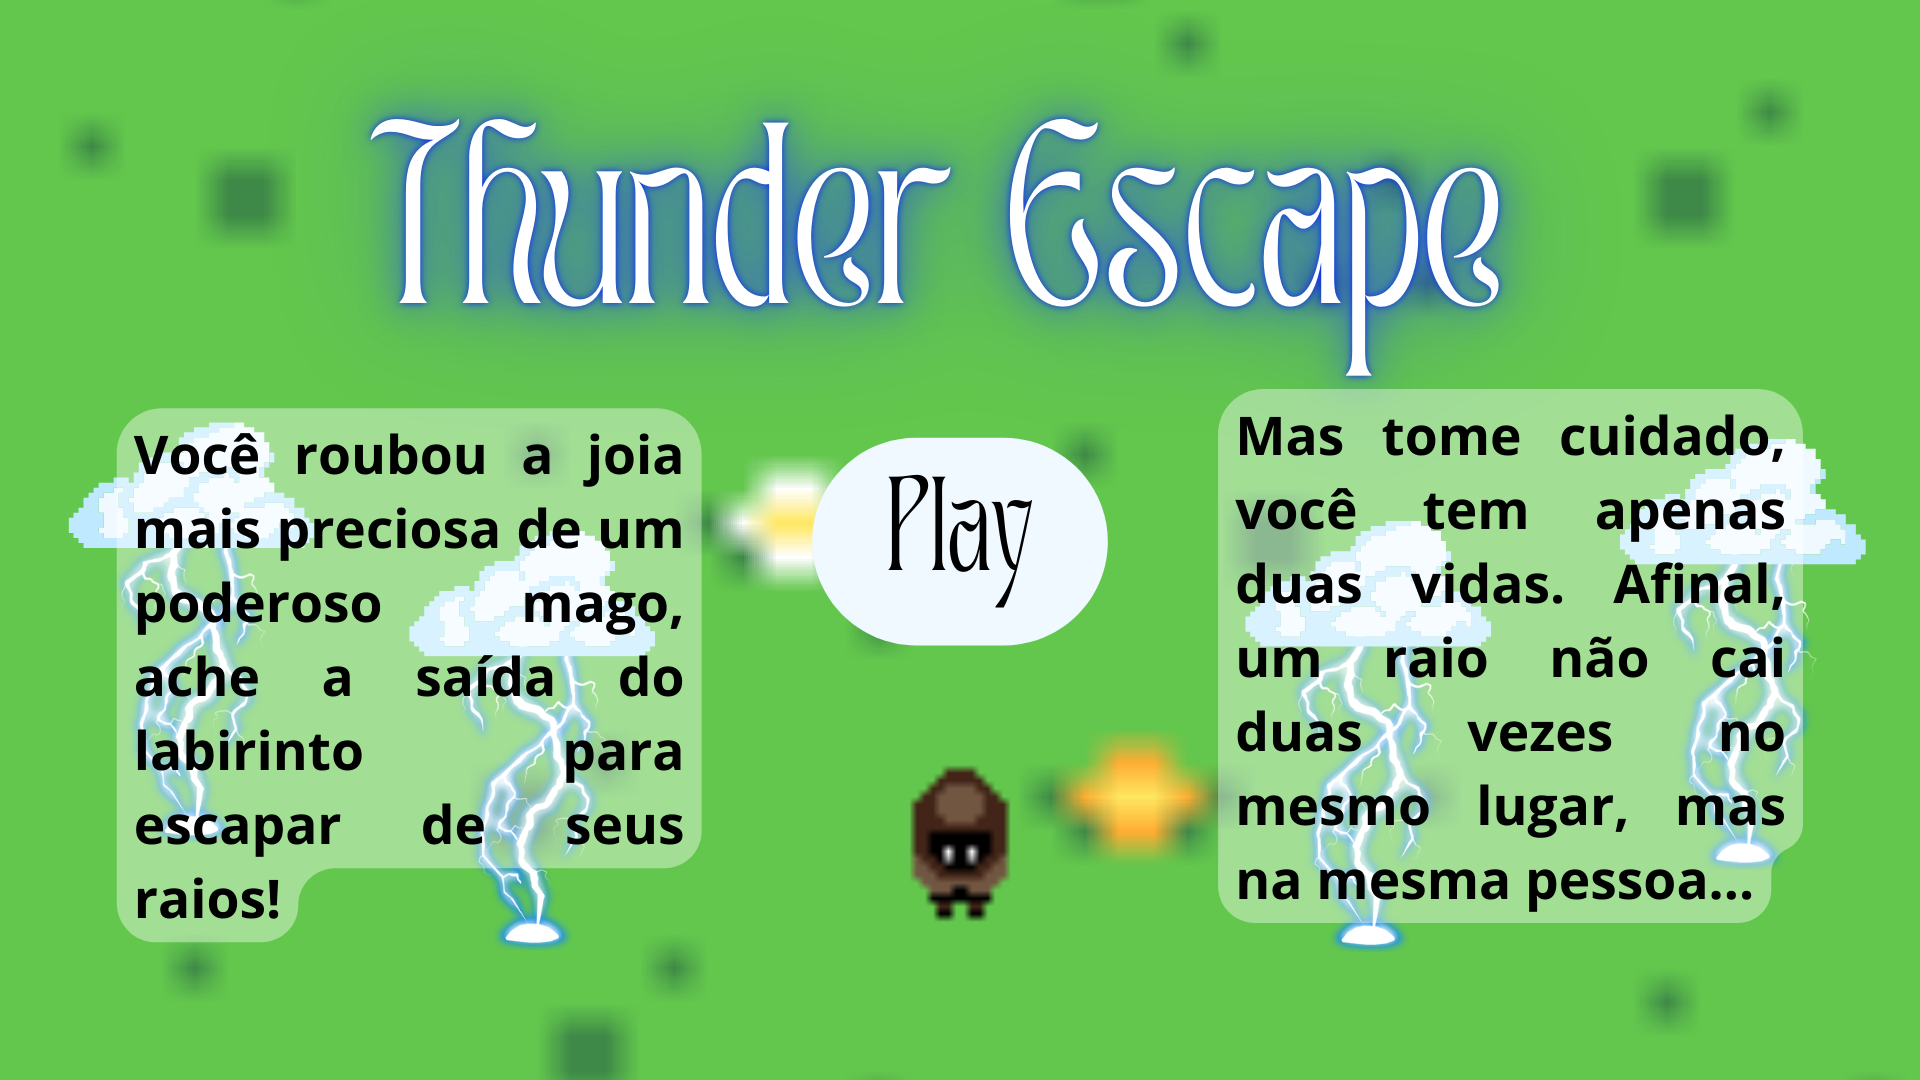 Thunder Escape
Você roubou a joia
mais preciosa de um
poderoso mago,
ache a saída do
labirinto para
escapar de seus
raios!
Play
Mas tome cuidado,
você tem apenas
duas vidas. Afinal,
um raio não cai
duas vezes no
mesmo lugar, mas
na mesma pessoa...